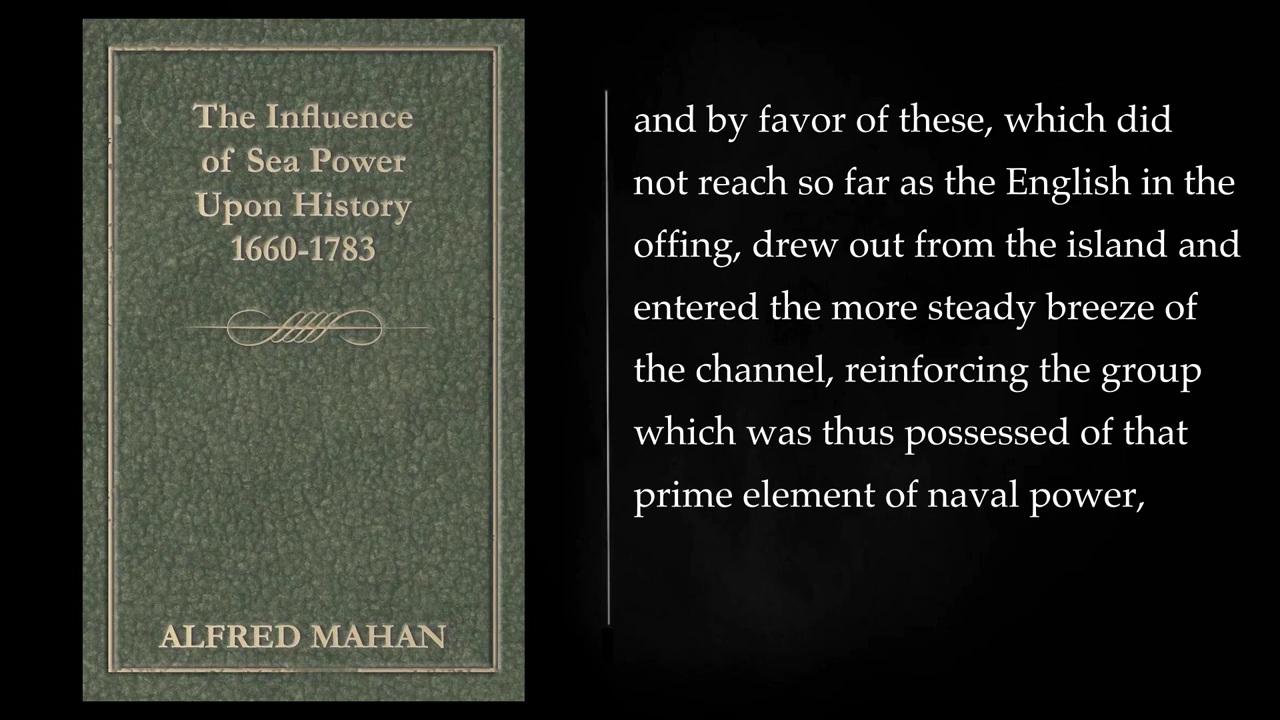 The Influence
of Sea Power
Upon History
1660-1783
ALFRED MAHAN
and by favor of these, which did
not reach so far as the English in the
offing, drew out from the island and
entered the more steady breeze of
the channel, reinforcing the group
which was thus possessed of that
prime element of naval power,